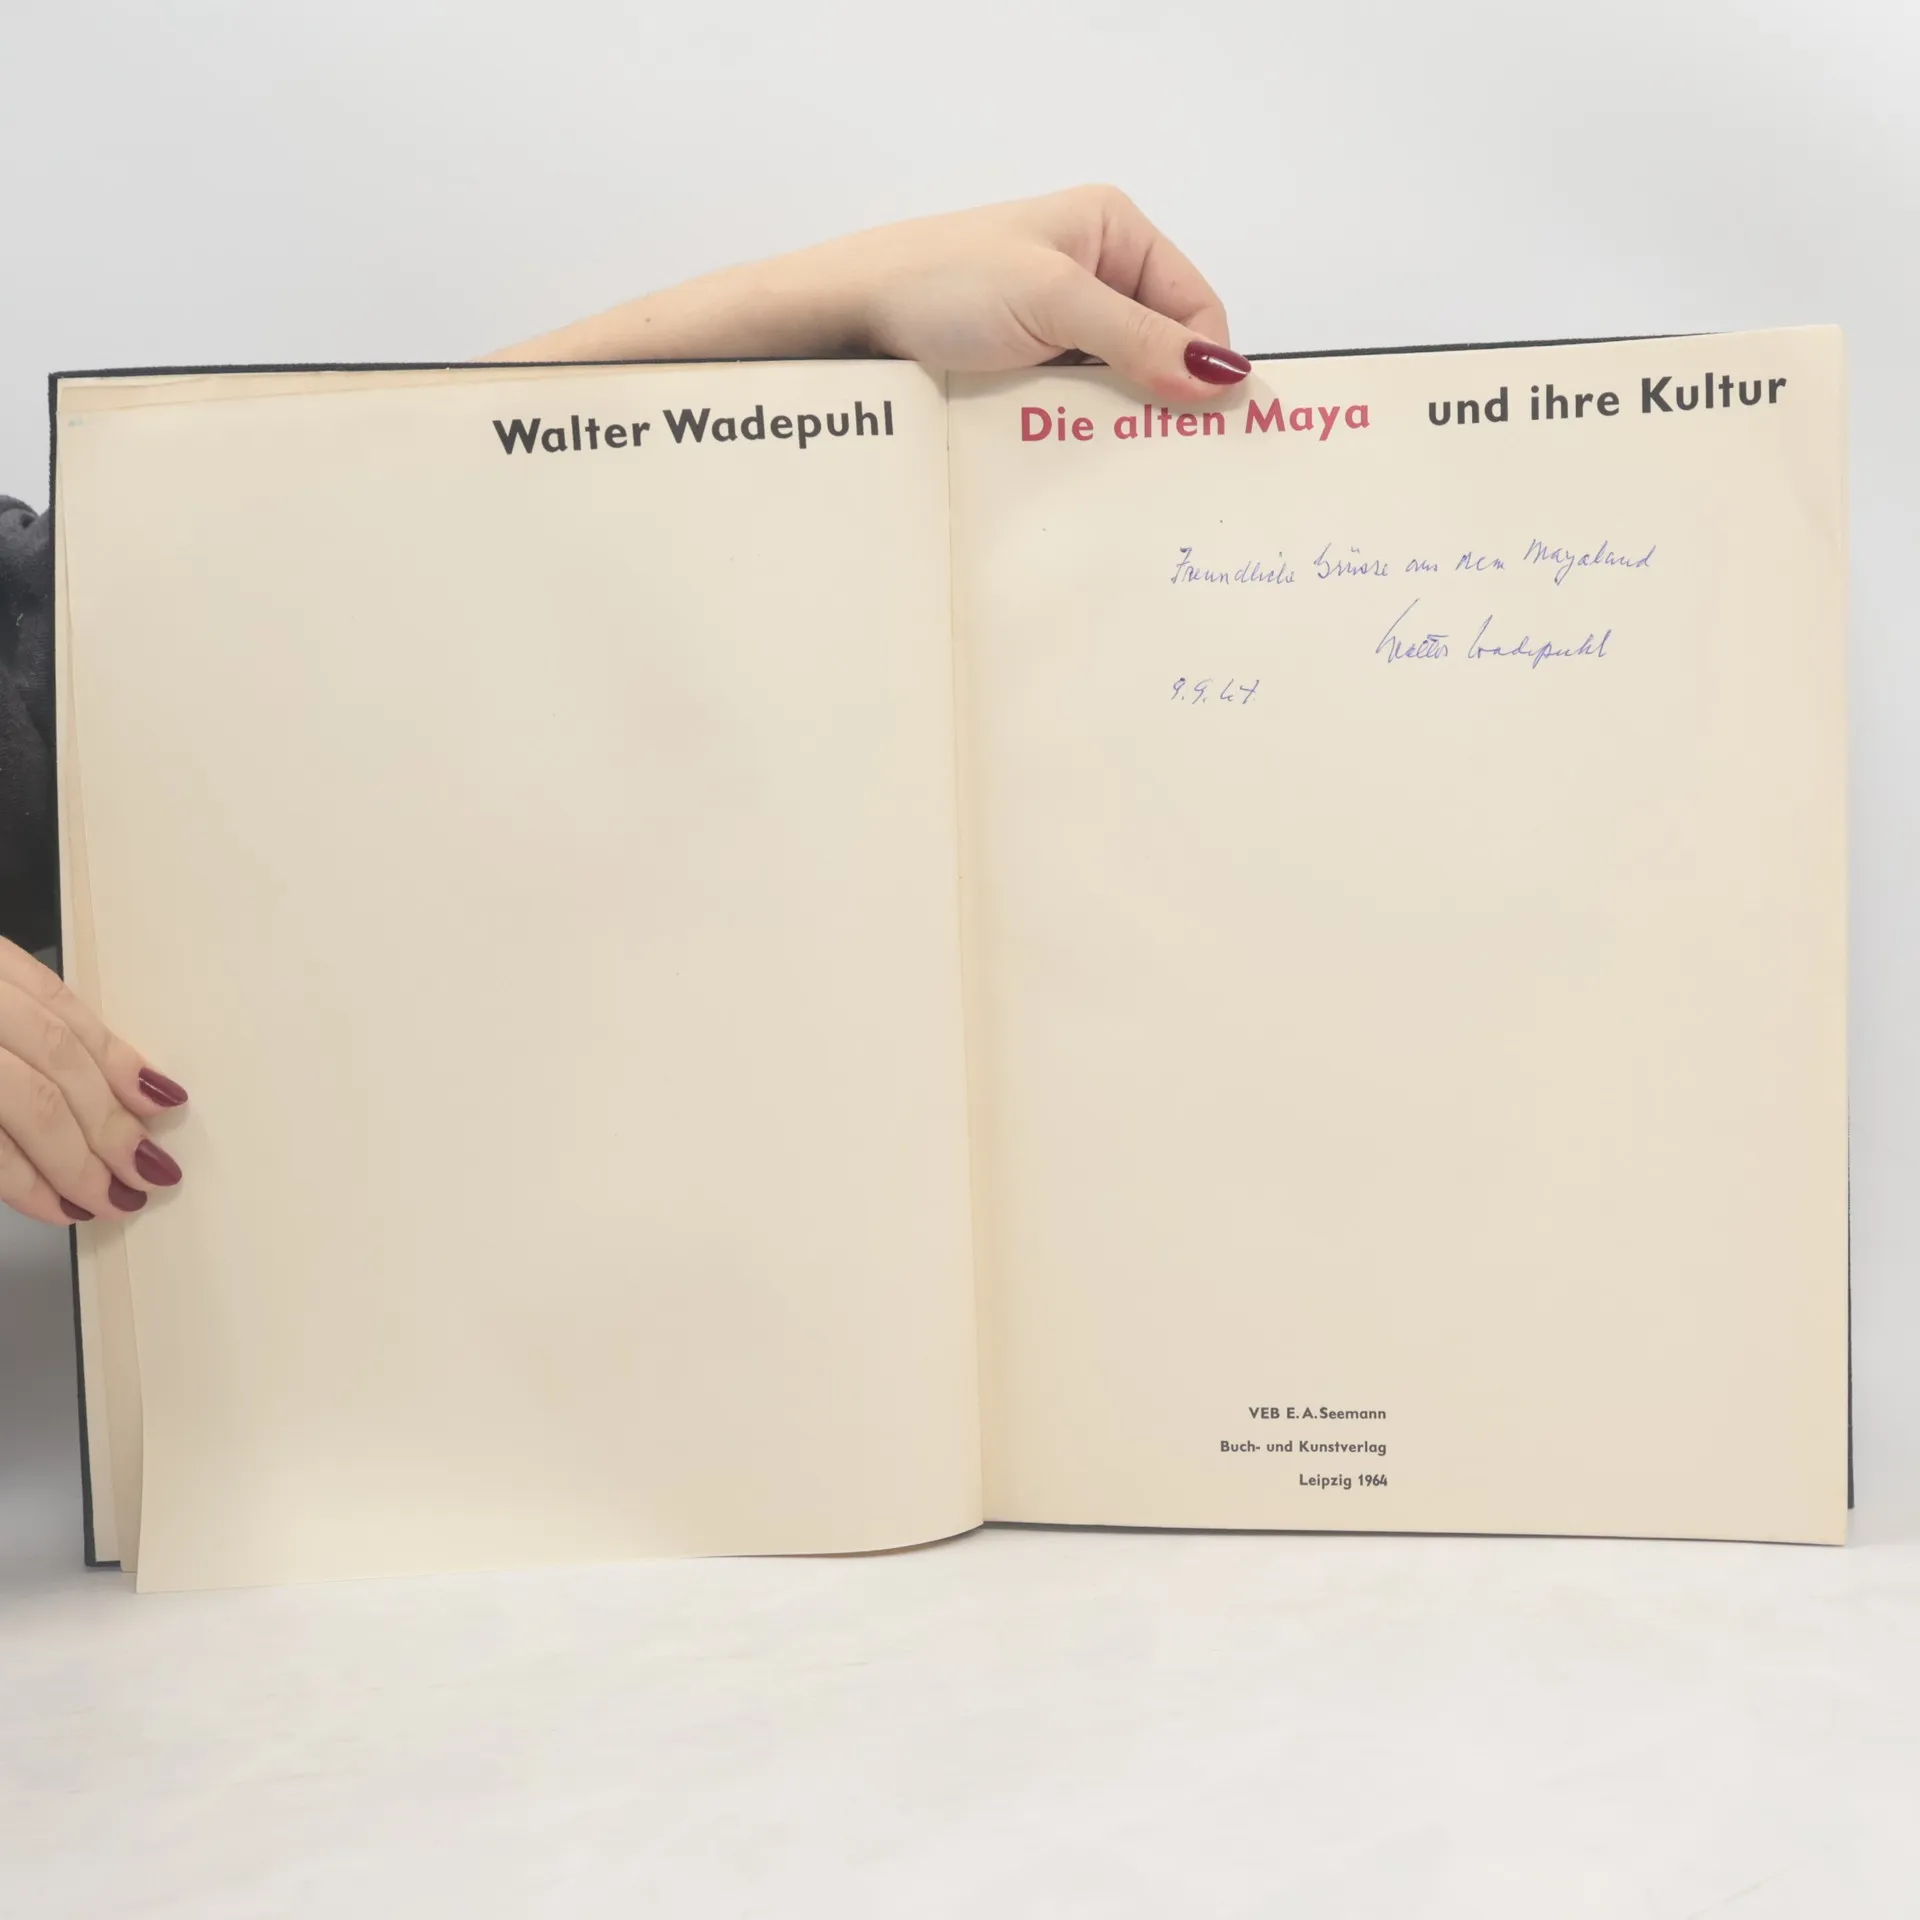 Walter Wadepuhl
Die alten Maya und ihre Kultur
Freundliche Grüsse aus dem Mayaland
Walter Wadepuhl
9.9.67
VEB E.A.Seemann
Buch- und Kunstverlag
Leipzig 1964